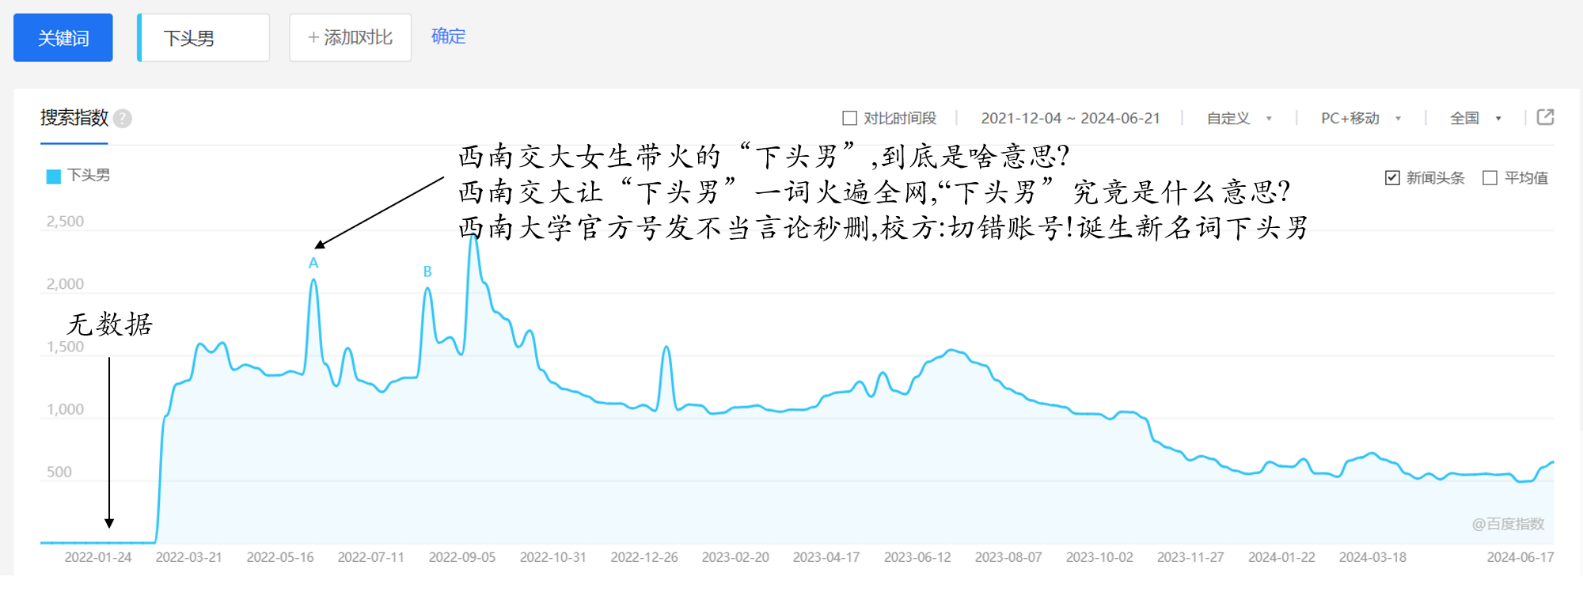 关键词 下头男 + 添加对比 确定
搜索指数 ? 对比时间段 2021-12-04 ~ 2024-06-21 自定义 PC+移动 全国
西南交大女生带火的“下头男”,到底是啥意思?
下头男 新闻头条 平均值
西南交大让“下头男”一词火遍全网,“下头男”究竟是什么意思?
西南大学官方号发不当言论秒删,校方:切错账号!诞生新名词下头男
2,500
A
B
2,000
无数据
1,500
1,000
500
@百度指数
2022-01-24 2022-03-21 2022-05-16 2022-07-11 2022-09-05 2022-10-31 2022-12-26 2023-02-20 2023-04-17 2023-06-12 2023-08-07 2023-10-02 2023-11-27 2024-01-22 2024-03-18 2024-06-17